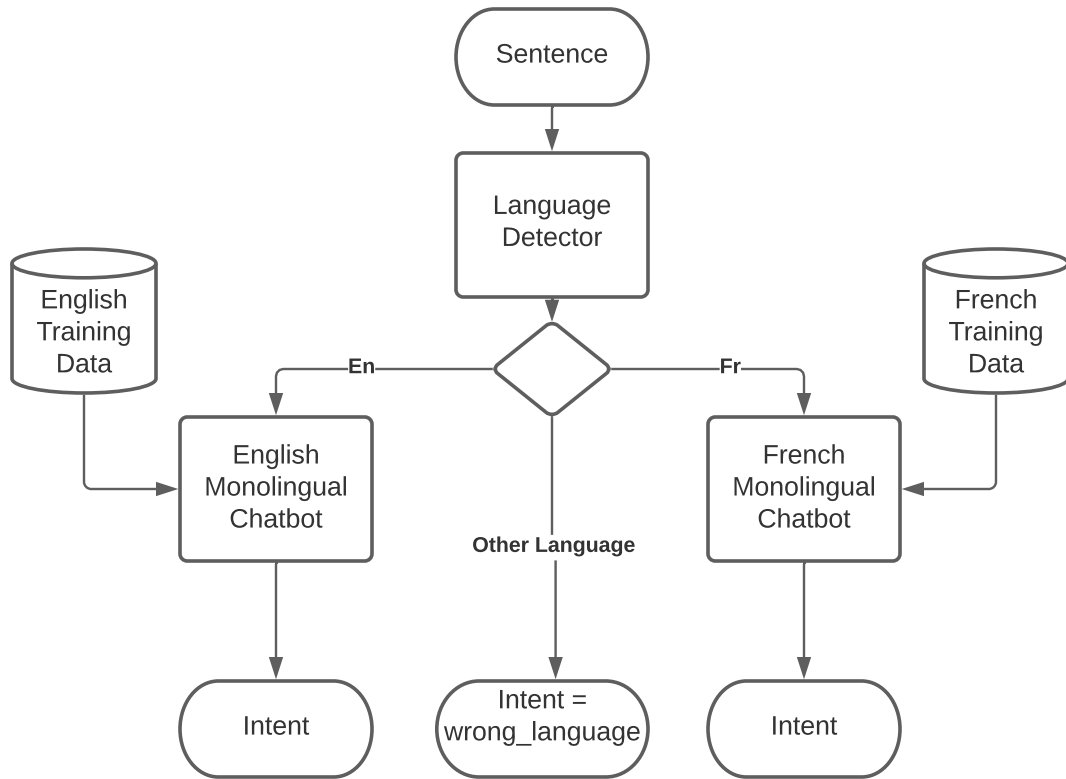 Sentence
Language
Detector
English
Training
Data
French
Training
Data
En
Fr
English
Monolingual
Chatbot
French
Monolingual
Chatbot
Other Language
Intent
Intent =
wrong_language
Intent